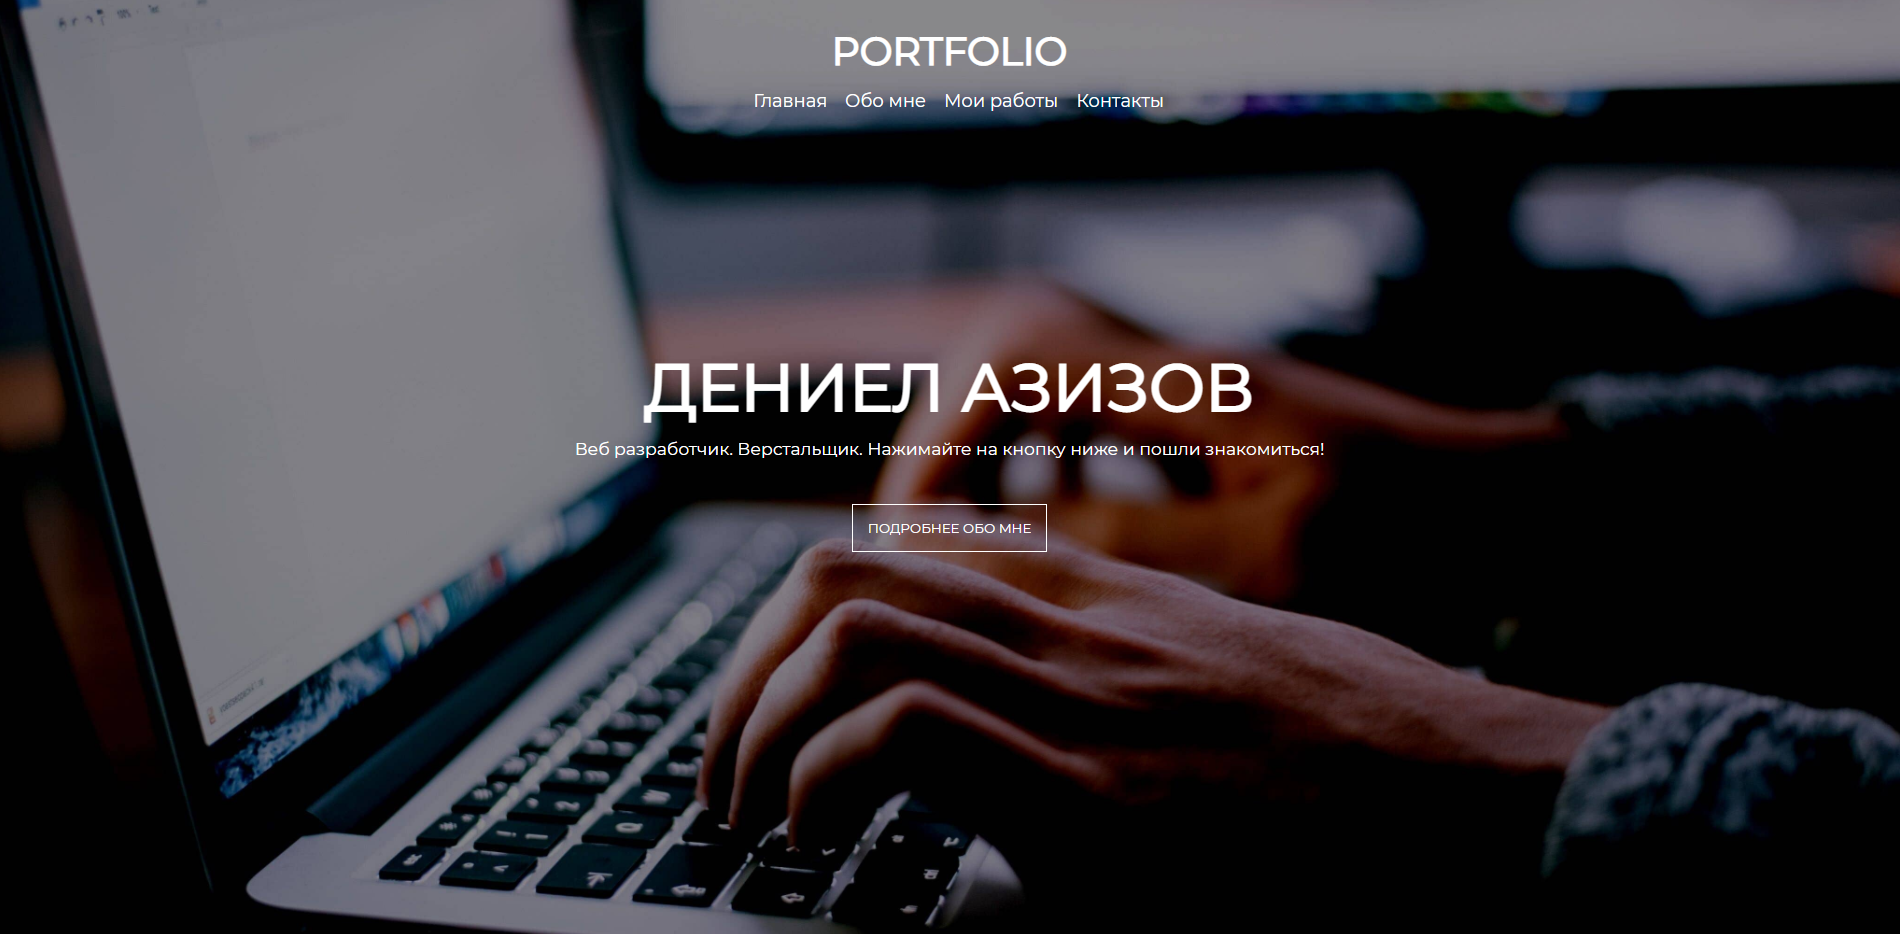 PORTFOLIO
Главная Обо мне Мои работы Контакты
ДЕНИЕЛ АЗИЗОВ
Веб разработчик. Верстальщик. Нажимайте на кнопку ниже и пошли знакомиться!
ПОДРОБНЕЕ ОБО МНЕ